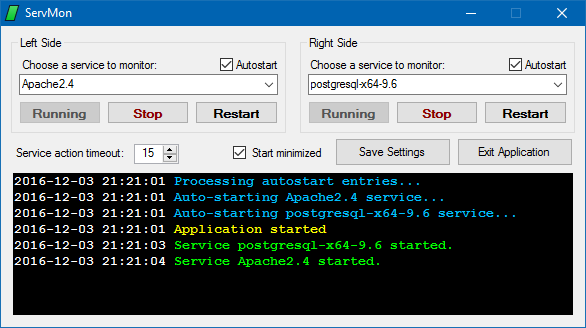 ServMon
Left Side
Choose a service to monitor: Autostart
Apache2.4
Running Stop Restart
Right Side
Choose a service to monitor: Autostart
postgresql-x64-9.6
Running Stop Restart
Service action timeout: 15 Start minimized Save Settings Exit Application
2016-12-03 21:21:01 Processing autostart entries...
2016-12-03 21:21:01 Auto-starting Apache2.4 service...
2016-12-03 21:21:01 Auto-starting postgresql-x64-9.6 service...
2016-12-03 21:21:01 Application started
2016-12-03 21:21:03 Service postgresql-x64-9.6 started.
2016-12-03 21:21:04 Service Apache2.4 started.